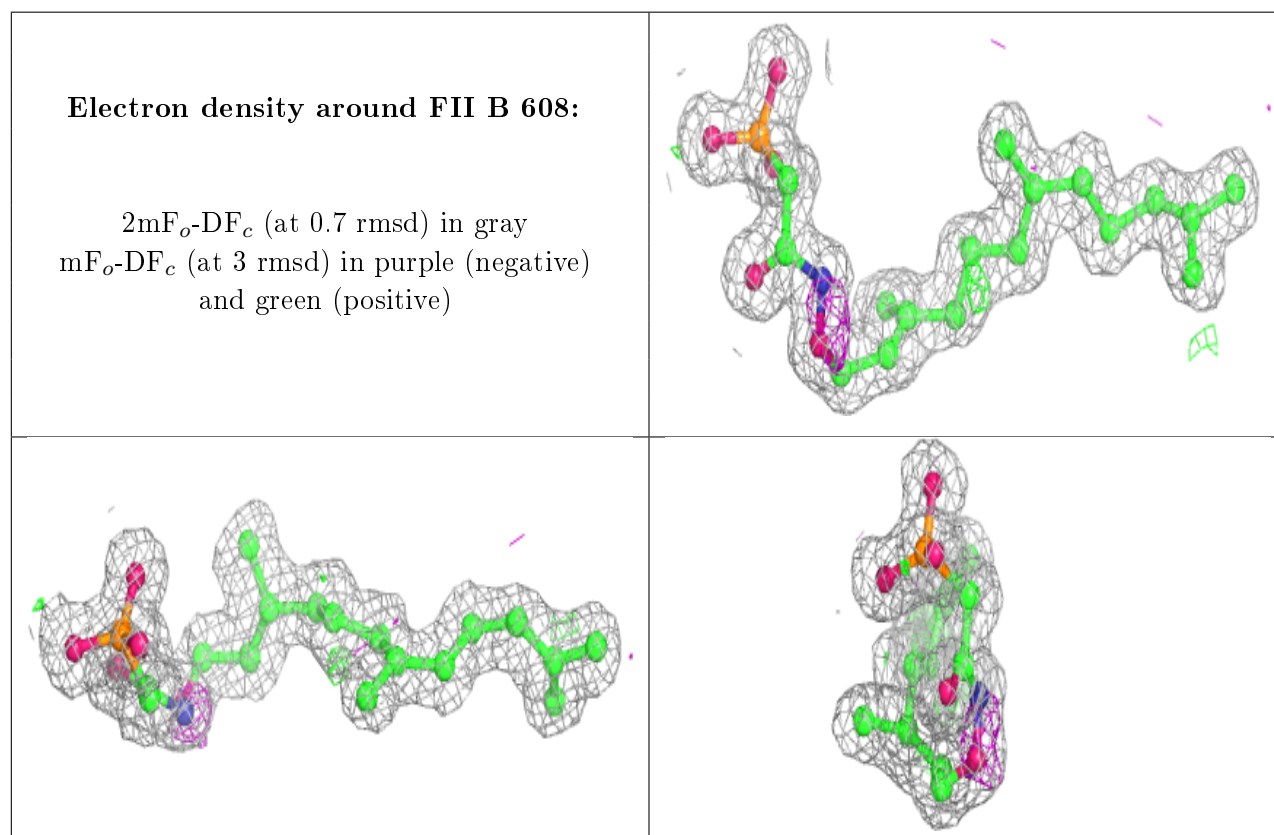 Electron density around FII B 608:
2mFₒ-DF𝒸 (at 0.7 rmsd) in gray
mFₒ-DF𝒸 (at 3 rmsd) in purple (negative)
and green (positive)